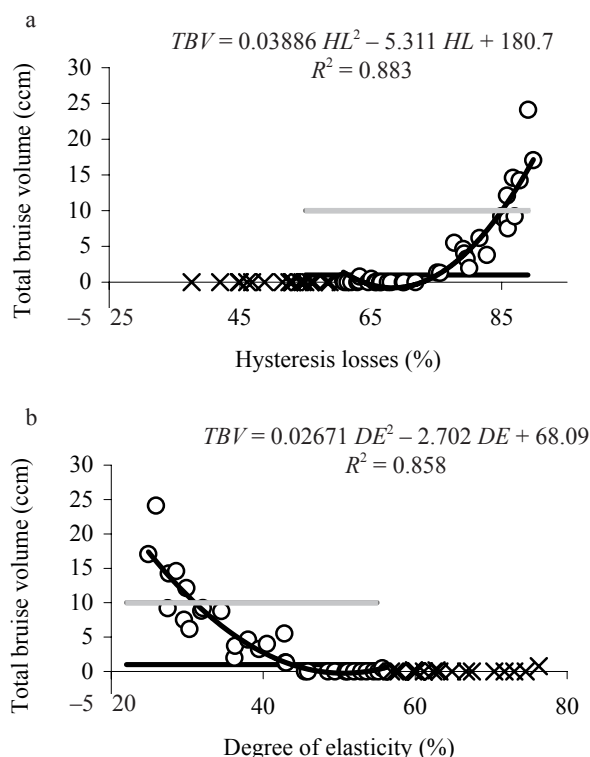 a
TBV = 0.03886 HL² – 5.311 HL + 180.7
R² = 0.883
Total bruise volume (ccm)
30
25
20
15
10
5
0
–5
25
45
65
85
Hysteresis losses (%)
b
TBV = 0.02671 DE² – 2.702 DE + 68.09
R² = 0.858
Total bruise volume (ccm)
30
25
20
15
10
5
0
–5
20
40
60
80
Degree of elasticity (%)